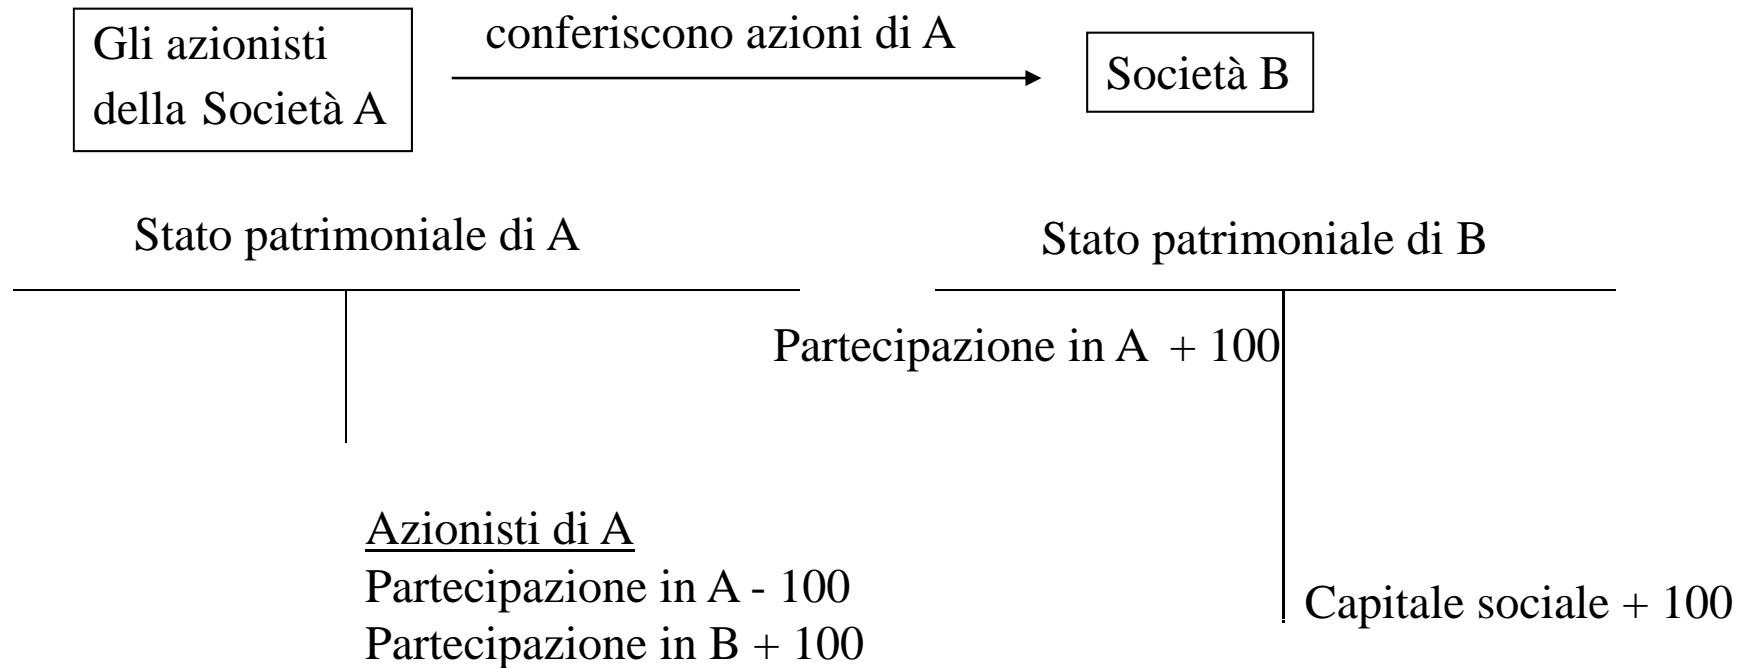 Gli azionisti
della Società A
conferiscono azioni di A
Società B
Stato patrimoniale di A
Stato patrimoniale di B
Partecipazione in A + 100
Azionisti di A
Partecipazione in A - 100
Partecipazione in B + 100
Capitale sociale + 100